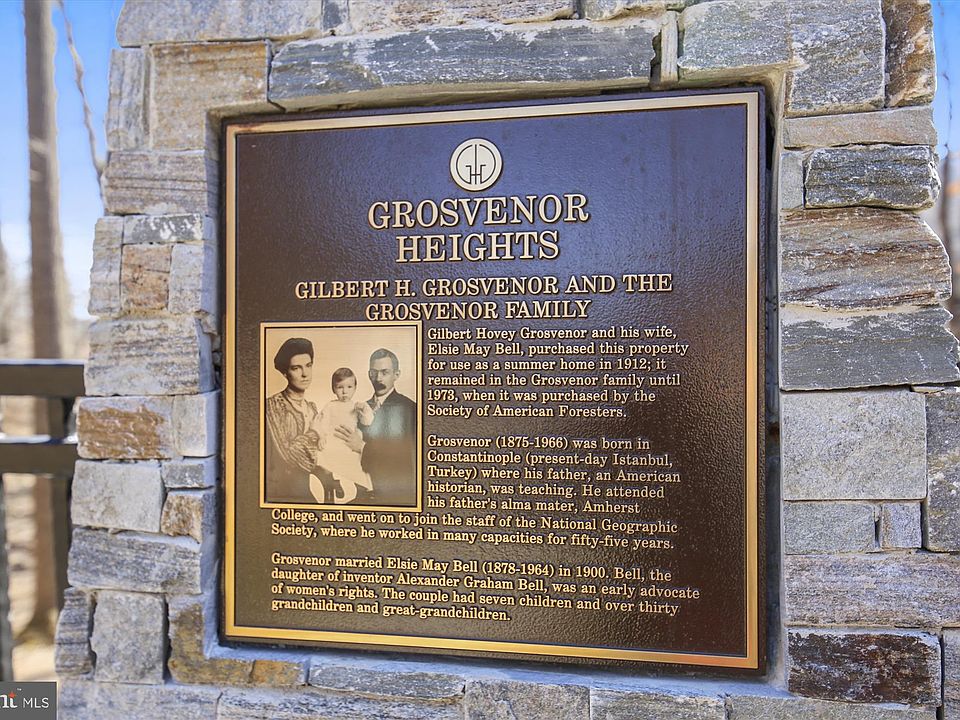 GROSVENOR
HEIGHTS
GILBERT H. GROSVENOR AND THE
GROSVENOR FAMILY
Gilbert Hovey Grosvenor and his wife,
Elsie May Bell, purchased this property
for use as a summer home in 1912; it
remained in the Grosvenor family until
1973, when it was purchased by the
Society of American Foresters.
Grosvenor (1875-1966) was born in
Constantinople (present-day Istanbul,
Turkey) where his father, an American
historian, was teaching. He attended
his father's alma mater, Amherst
College, and went on to join the staff of the National Geographic
Society, where he worked in many capacities for fifty-five years.
Grosvenor married Elsie May Bell (1878-1964) in 1900. Bell, the
daughter of inventor Alexander Graham Bell, was an early advocate
of women's rights. The couple had seven children and over thirty
grandchildren and great-grandchildren.
MLS